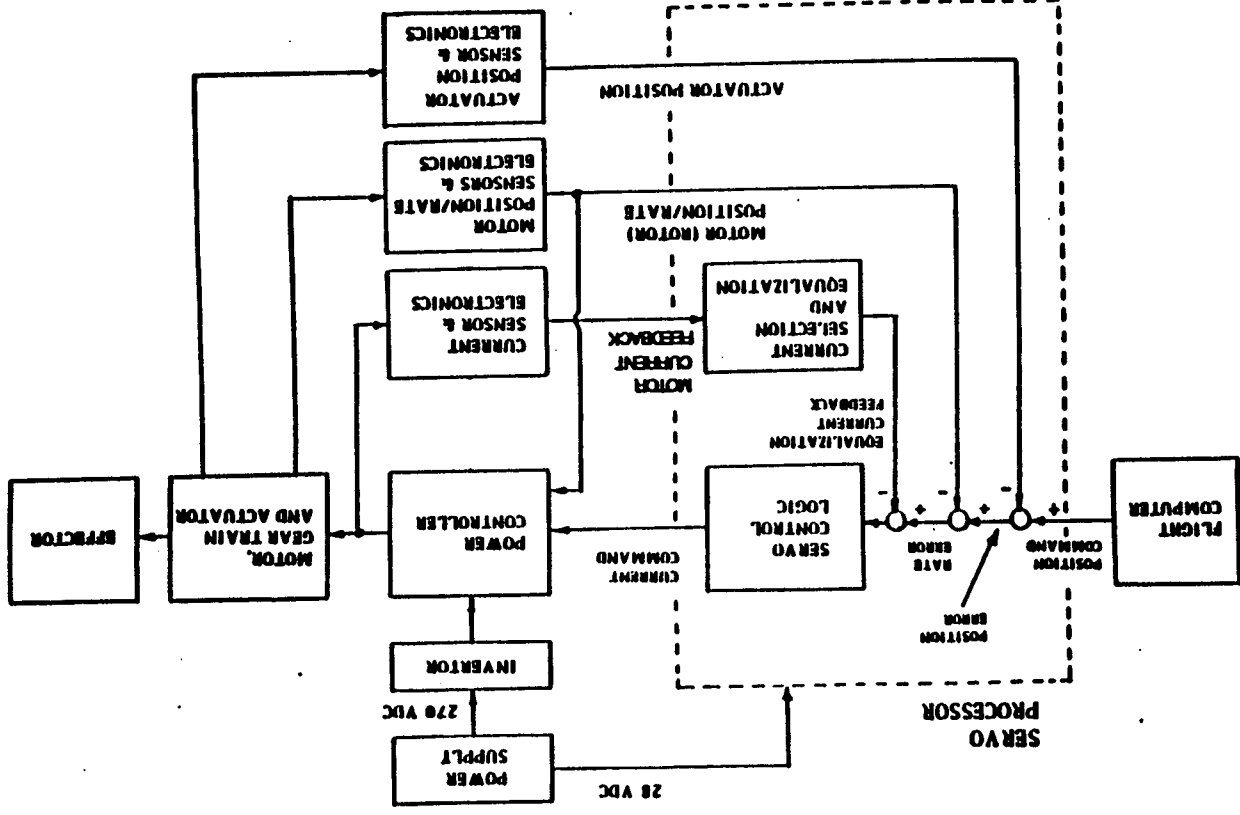 28 VDC
POWER
SUPPLY
SERVO
PROCESSOR
270 VDC
INVERTOR
POSITION
ERROR
FLIGHT
COMPUTER
POSITION
COMMAND
+
-
+
RATE
ERROR
-
+
-
SERVO
CONTROL
LOGIC
CURRENT
COMMAND
POWER
CONTROLLER
MOTOR,
GEAR TRAIN
AND ACTUATOR
EFFECTOR
EQUALIZATION
CURRENT
FEEDBACK
CURRENT
SELECTION
AND
EQUALIZATION
MOTOR
CURRENT
FEEDBACK
CURRENT
SENSOR &
ELECTRONICS
MOTOR (ROTOR)
POSITION/RATE
MOTOR
POSITION/RATE
SENSORS &
ELECTRONICS
ACTUATOR POSITION
ACTUATOR
POSITION
SENSOR &
ELECTRONICS